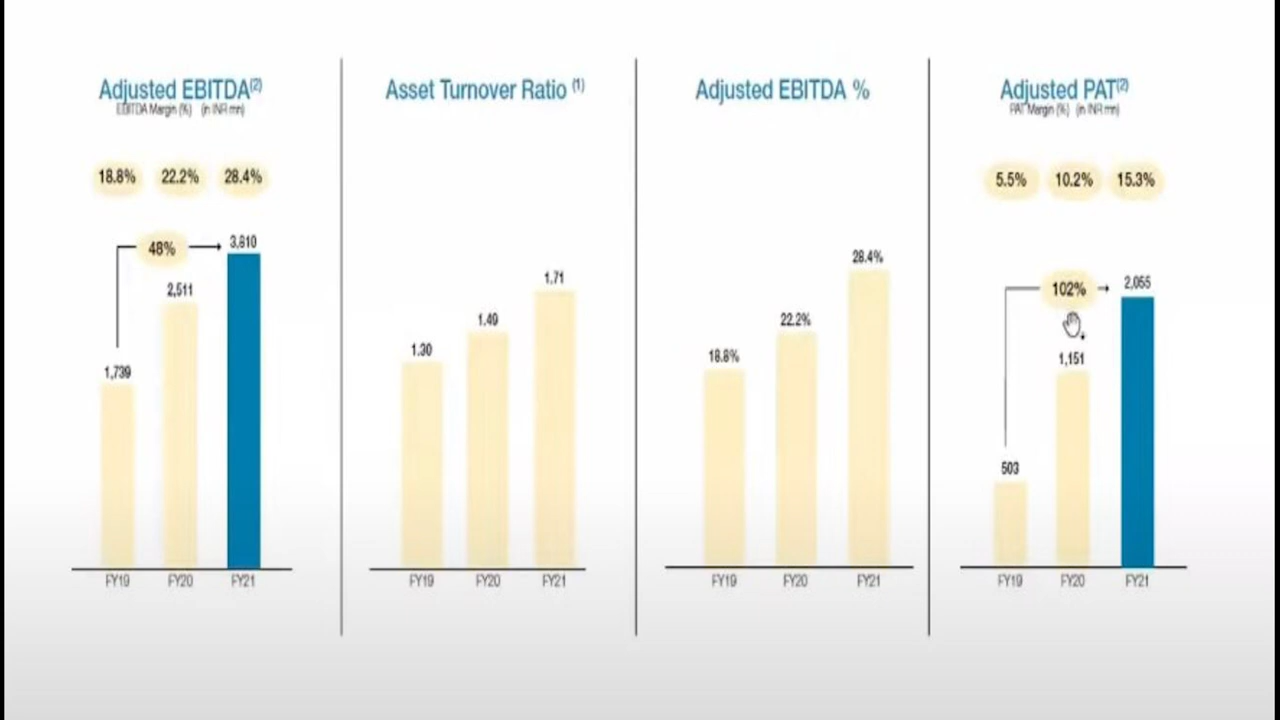 Adjusted EBITDA(2)
EBITDA Margin (%) (in INR mn)
18.8% 22.2% 28.4%
48%
3,810
2,511
1,739
FY19 FY20 FY21
Asset Turnover Ratio (1)
1.71
1.49
1.30
FY19 FY20 FY21
Adjusted EBITDA %
28.4%
22.2%
18.8%
FY19 FY20 FY21
Adjusted PAT(2)
PAT Margin (%) (in INR mn)
5.5% 10.2% 15.3%
102%
2,055
1,151
503
FY19 FY20 FY21